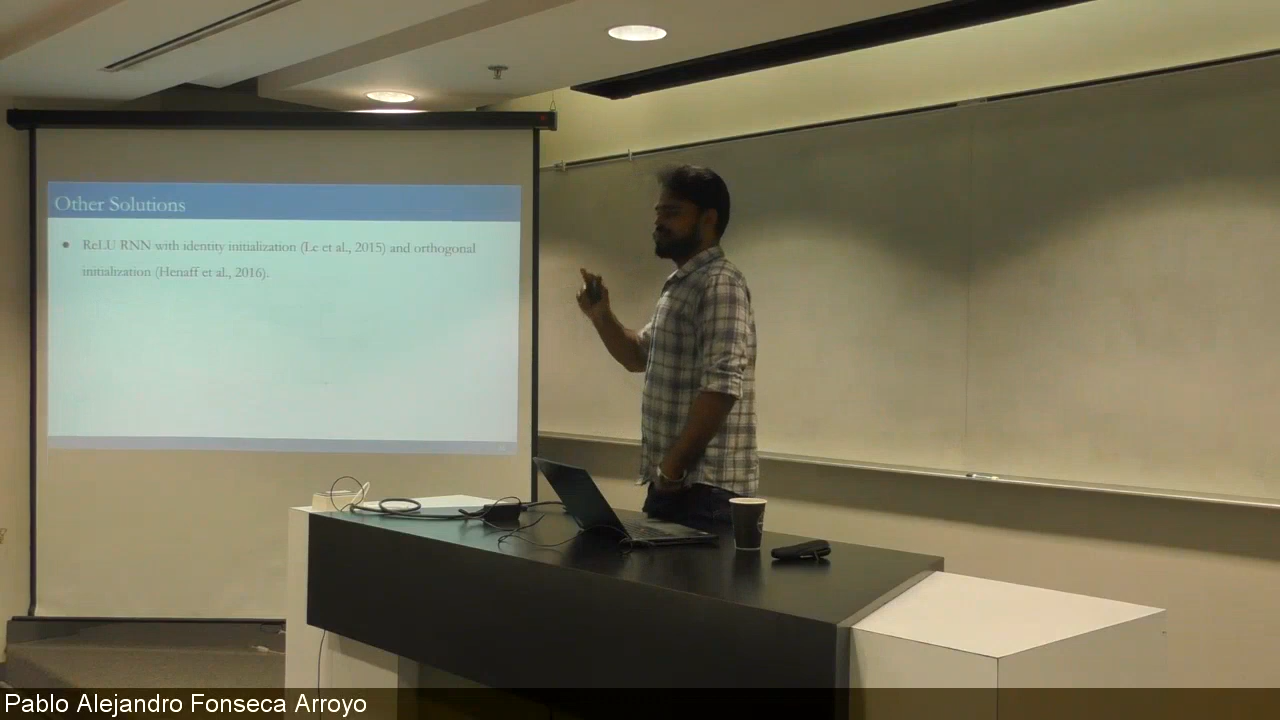 Other Solutions
● ReLU RNN with identity initialization (Le et al., 2015) and orthogonal
initialization (Henaff et al., 2016).
Pablo Alejandro Fonseca Arroyo